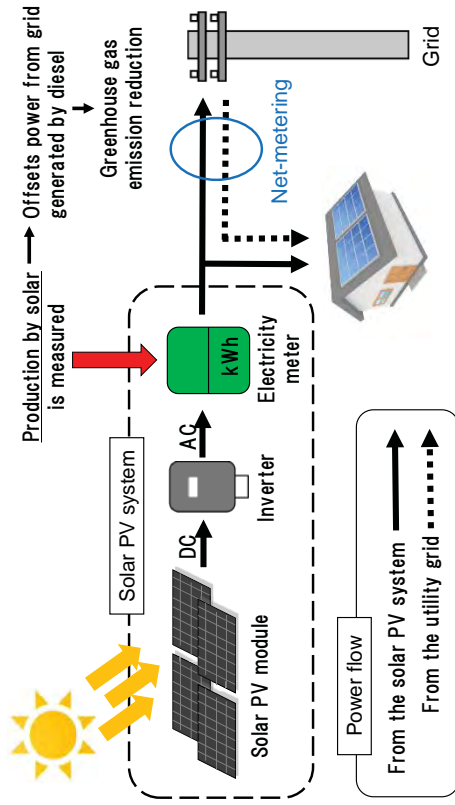 Production by solar
is measured
Offsets power from grid
generated by diesel
Greenhouse gas
emission reduction
Solar PV system
DC
AC
kWh
Solar PV module
Inverter
Electricity
meter
Net-metering
Grid
Power flow
From the solar PV system
From the utility grid